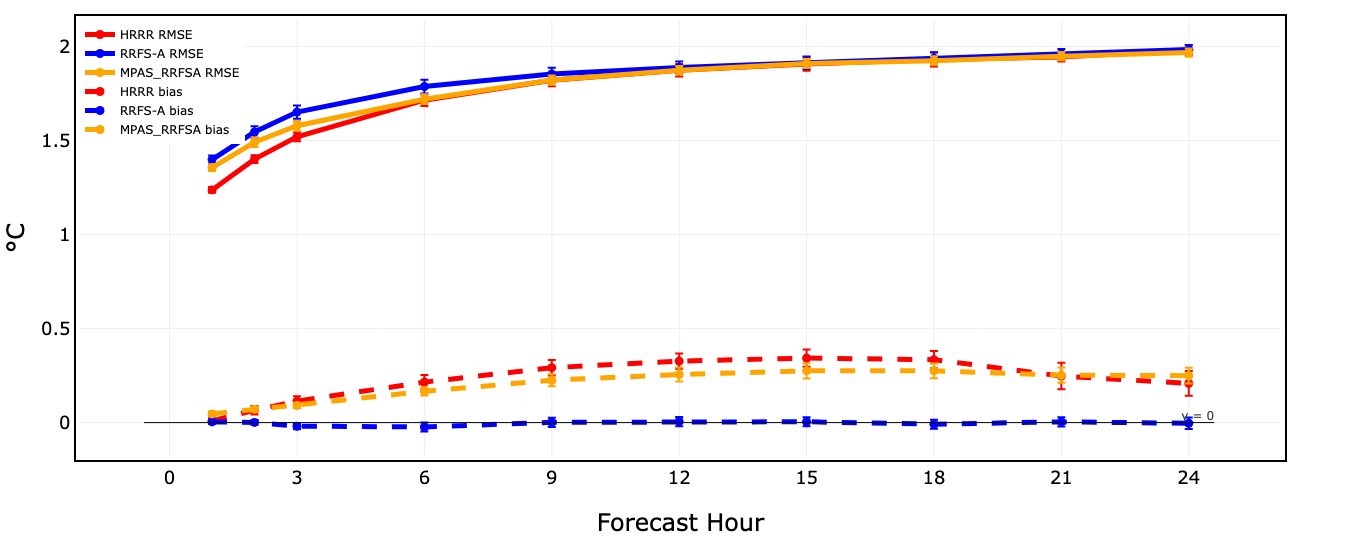 HRRR RMSE
RRFS-A RMSE
MPAS_RRFSA RMSE
HRRR bias
RRFS-A bias
MPAS_RRFSA bias
2
1.5
1
0.5
0
°C
y = 0
0 3 6 9 12 15 18 21 24
Forecast Hour